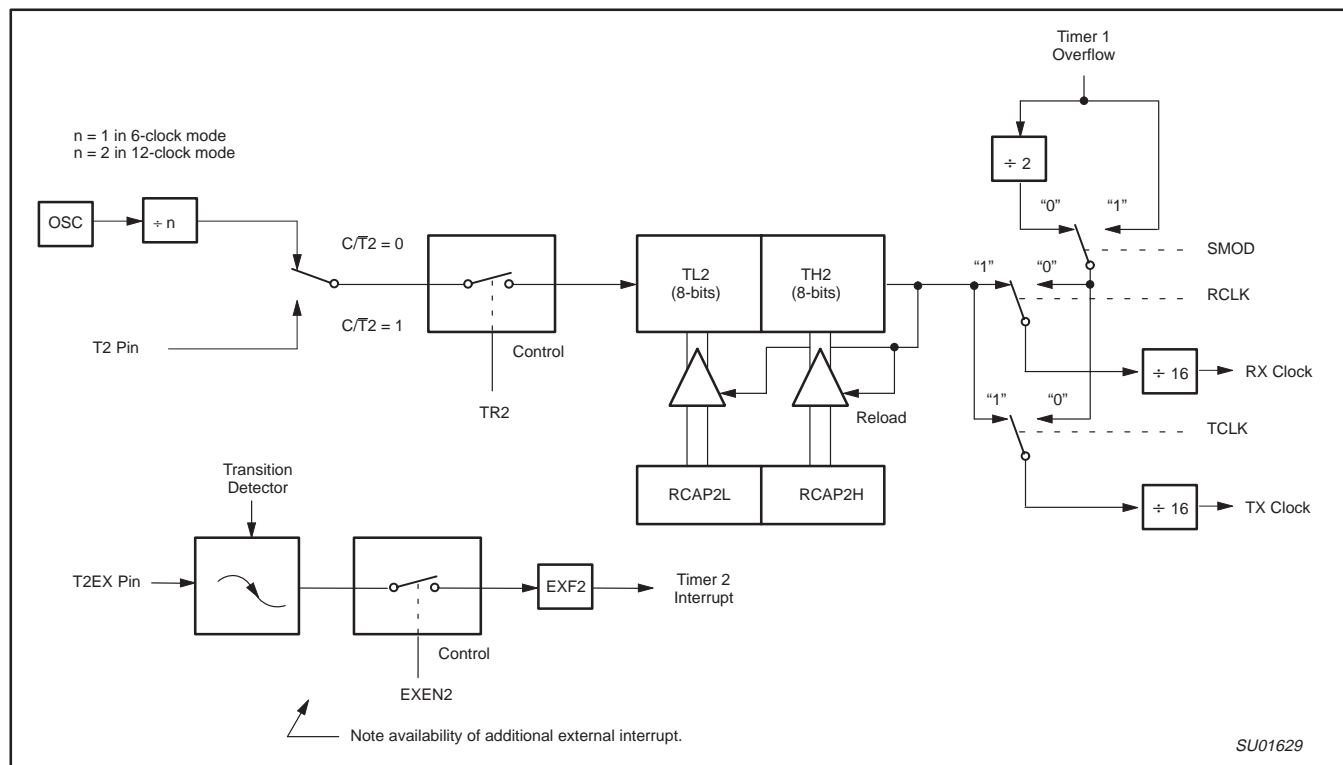 Timer 1
Overflow
n = 1 in 6-clock mode
n = 2 in 12-clock mode
÷ 2
“0”
“1”
OSC
÷ n
C/T̅2 = 0
SMOD
TL2
(8-bits)
TH2
(8-bits)
“1”
“0”
RCLK
C/T̅2 = 1
T2 Pin
Control
÷ 16
RX Clock
TR2
Reload
“1”
“0”
TCLK
Transition
Detector
RCAP2L
RCAP2H
÷ 16
TX Clock
T2EX Pin
EXF2
Timer 2
Interrupt
Control
EXEN2
Note availability of additional external interrupt.
SU01629